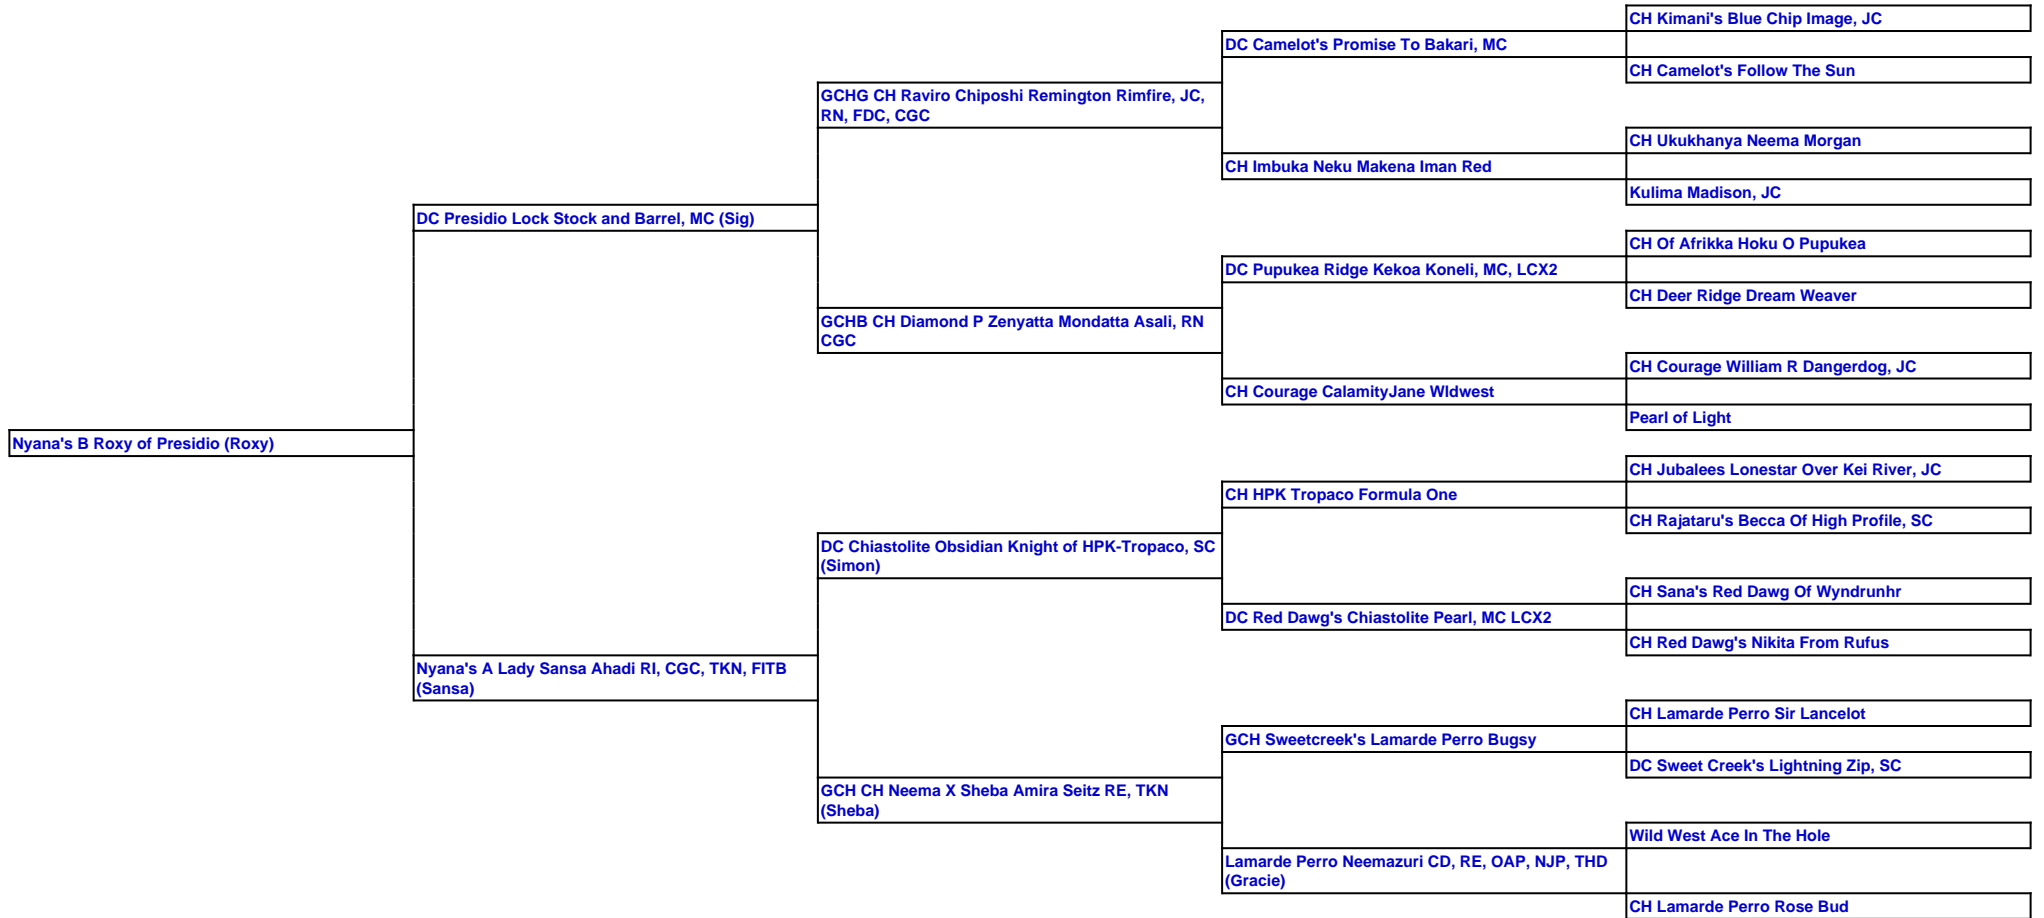 CH Kimani's Blue Chip Image, JC
DC Camelot's Promise To Bakari, MC
CH Camelot's Follow The Sun
GCHG CH Raviro Chiposhi Remington Rimfire, JC,
RN, FDC, CGC
CH Ukukhanya Neema Morgan
CH Imbuka Neku Makena Iman Red
Kulima Madison, JC
DC Presidio Lock Stock and Barrel, MC (Sig)
CH Of Afrikka Hoku O Pupukea
DC Pupukea Ridge Kekoa Koneli, MC, LCX2
CH Deer Ridge Dream Weaver
GCHB CH Diamond P Zenyatta Mondatta Asali, RN
CGC
CH Courage William R Dangerdog, JC
CH Courage CalamityJane Wldwest
Pearl of Light
Nyana's B Roxy of Presidio (Roxy)
CH Jubalees Lonestar Over Kei River, JC
CH HPK Tropaco Formula One
CH Rajataru's Becca Of High Profile, SC
DC Chiastolite Obsidian Knight of HPK-Tropaco, SC
(Simon)
CH Sana's Red Dawg Of Wyndrunhr
DC Red Dawg's Chiastolite Pearl, MC LCX2
CH Red Dawg's Nikita From Rufus
Nyana's A Lady Sansa Ahadi RI, CGC, TKN, FITB
(Sansa)
CH Lamarde Perro Sir Lancelot
GCH Sweetcreek's Lamarde Perro Bugsy
DC Sweet Creek's Lightning Zip, SC
GCH CH Neema X Sheba Amira Seitz RE, TKN
(Sheba)
Wild West Ace In The Hole
Lamarde Perro Neemazuri CD, RE, OAP, NJP, THD
(Gracie)
CH Lamarde Perro Rose Bud